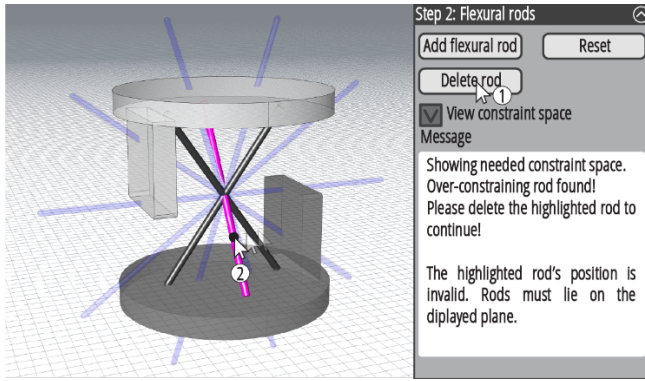 Step 2: Flexural rods
Add flexural rod
Reset
Delete rod
1
View constraint space
Message
Showing needed constraint space.
Over-constraining rod found!
Please delete the highlighted rod to
continue!
The highlighted rod's position is
invalid. Rods must lie on the
diplayed plane.
2